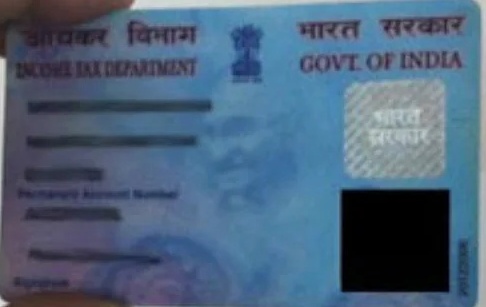 आयकर विभाग
INCOME TAX DEPARTMENT
भारत सरकार
GOVT. OF INDIA
भारत
सरकार
Permanent Account Number
Signature